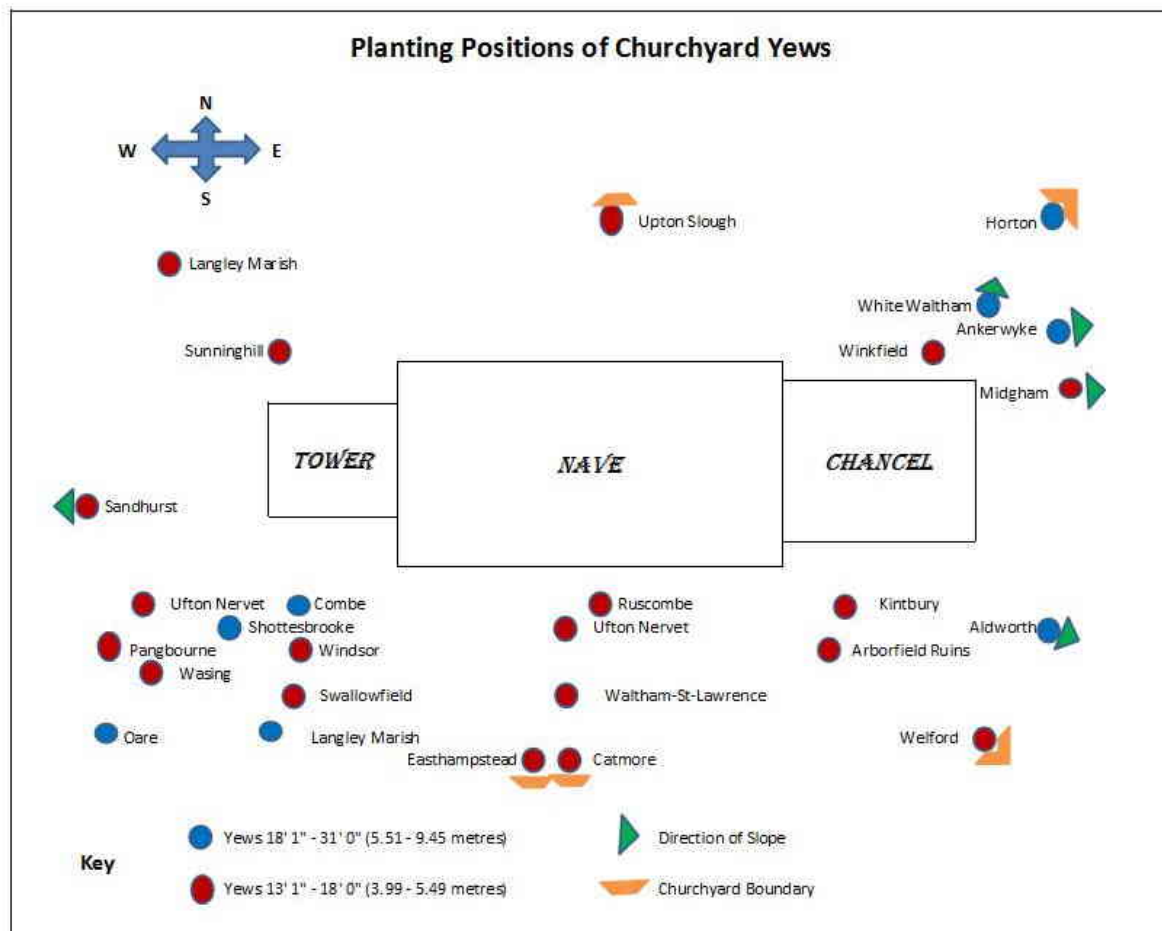 Planting Positions of Churchyard Yews
N
W E
S
Upton Slough
Horton
Langley Marish
White Waltham
Ankerwyke
Sunninghill
Winkfield
Midgham
TOWER
NAVE
CHANCEL
Sandhurst
Ufton Nervet
Combe
Ruscombe
Kintbury
Shottesbrooke
Ufton Nervet
Aldworth
Pangbourne
Windsor
Arborfield Ruins
Wasing
Swallowfield
Waltham-St-Lawrence
Oare
Langley Marish
Welford
Easthampstead
Catmore
Key
Yews 18' 1" - 31' 0" (5.51 - 9.45 metres)
Direction of Slope
Yews 13' 1" - 18' 0" (3.99 - 5.49 metres)
Churchyard Boundary